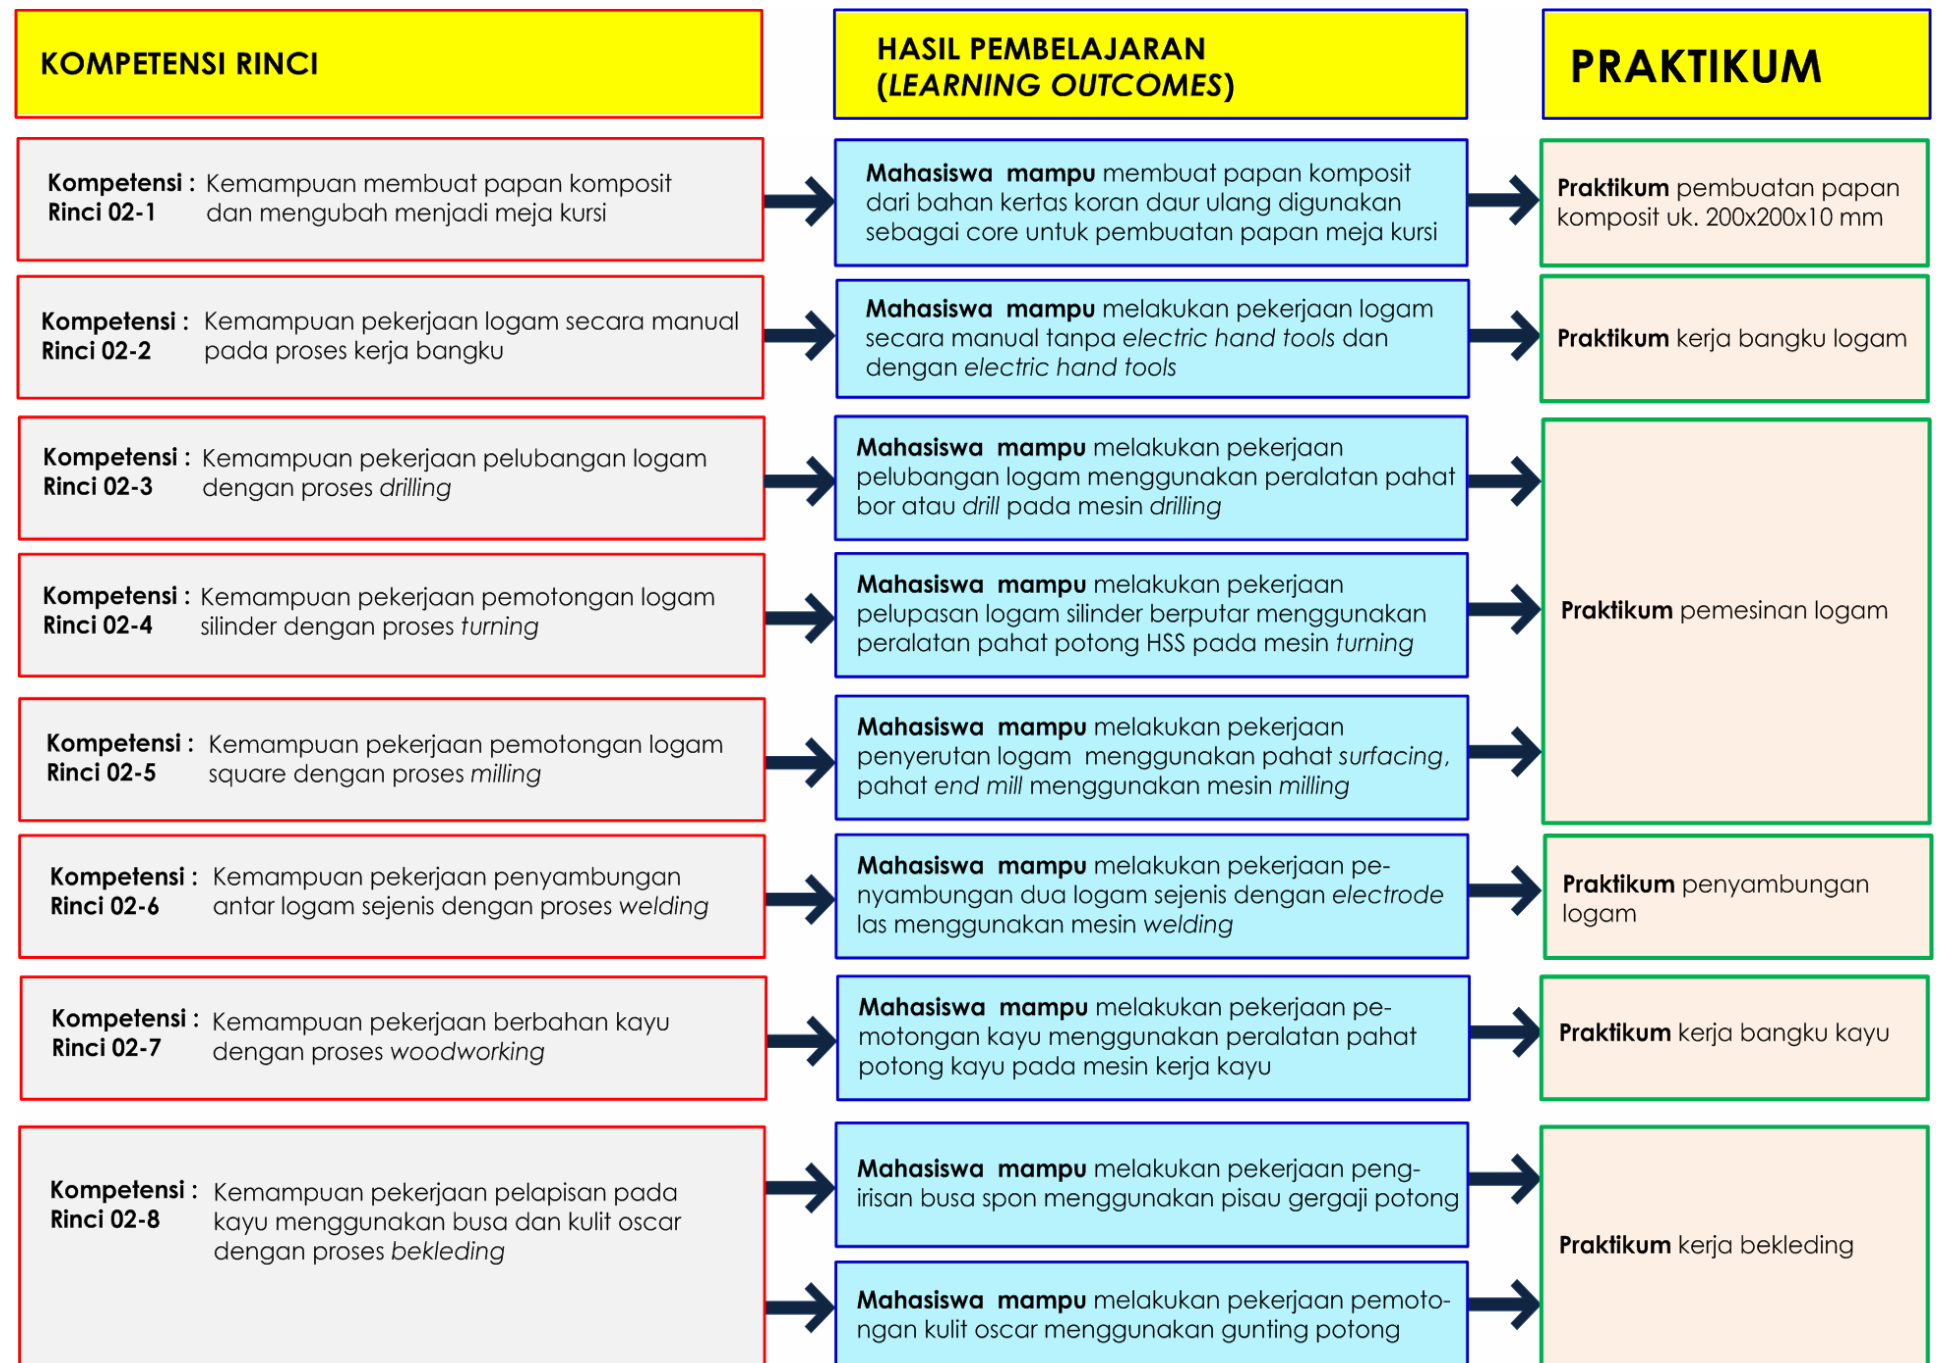 KOMPETENSI RINCI
HASIL PEMBELAJARAN
(LEARNING OUTCOMES)
PRAKTIKUM
Kompetensi : Kemampuan membuat papan komposit
Rinci 02-1 dan mengubah menjadi meja kursi
Mahasiswa mampu membuat papan komposit
dari bahan kertas koran daur ulang digunakan
sebagai core untuk pembuatan papan meja kursi
Praktikum pembuatan papan
komposit uk. 200x200x10 mm
Kompetensi : Kemampuan pekerjaan logam secara manual
Rinci 02-2 pada proses kerja bangku
Mahasiswa mampu melakukan pekerjaan logam
secara manual tanpa electric hand tools dan
dengan electric hand tools
Praktikum kerja bangku logam
Kompetensi : Kemampuan pekerjaan pelubangan logam
Rinci 02-3 dengan proses drilling
Mahasiswa mampu melakukan pekerjaan
pelubangan logam menggunakan peralatan pahat
bor atau drill pada mesin drilling
Kompetensi : Kemampuan pekerjaan pemotongan logam
Rinci 02-4 silinder dengan proses turning
Mahasiswa mampu melakukan pekerjaan
pelupasan logam silinder berputar menggunakan
peralatan pahat potong HSS pada mesin turning
Praktikum pemesinan logam
Kompetensi : Kemampuan pekerjaan pemotongan logam
Rinci 02-5 square dengan proses milling
Mahasiswa mampu melakukan pekerjaan
penyerutan logam menggunakan pahat surfacing,
pahat end mill menggunakan mesin milling
Kompetensi : Kemampuan pekerjaan penyambungan
Rinci 02-6 antar logam sejenis dengan proses welding
Mahasiswa mampu melakukan pekerjaan pe-
nyambungan dua logam sejenis dengan electrode
las menggunakan mesin welding
Praktikum penyambungan
logam
Kompetensi : Kemampuan pekerjaan berbahan kayu
Rinci 02-7 dengan proses woodworking
Mahasiswa mampu melakukan pekerjaan pe-
motongan kayu menggunakan peralatan pahat
potong kayu pada mesin kerja kayu
Praktikum kerja bangku kayu
Kompetensi : Kemampuan pekerjaan pelapisan pada
Rinci 02-8 kayu menggunakan busa dan kulit oscar
dengan proses bekleding
Mahasiswa mampu melakukan pekerjaan peng-
irisan busa spon menggunakan pisau gergaji potong
Mahasiswa mampu melakukan pekerjaan pemoto-
ngan kulit oscar menggunakan gunting potong
Praktikum kerja bekleding